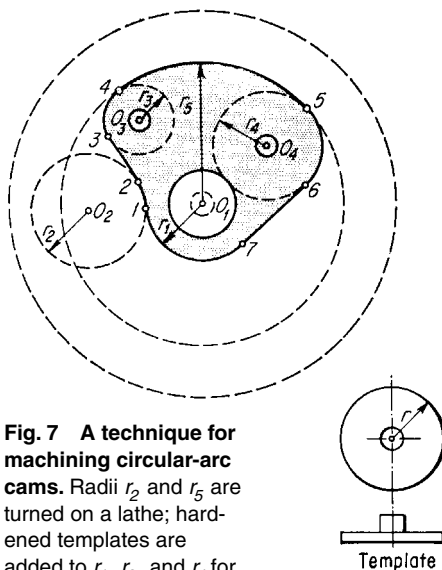 4
r3
r5
5
O3
3
r4
O4
2
6
O2
1
O1
r2
r1
7
Fig. 7 A technique for
machining circular-arc
cams. Radii r2 and r5 are
turned on a lathe; hard-
ened templates are
r
Template